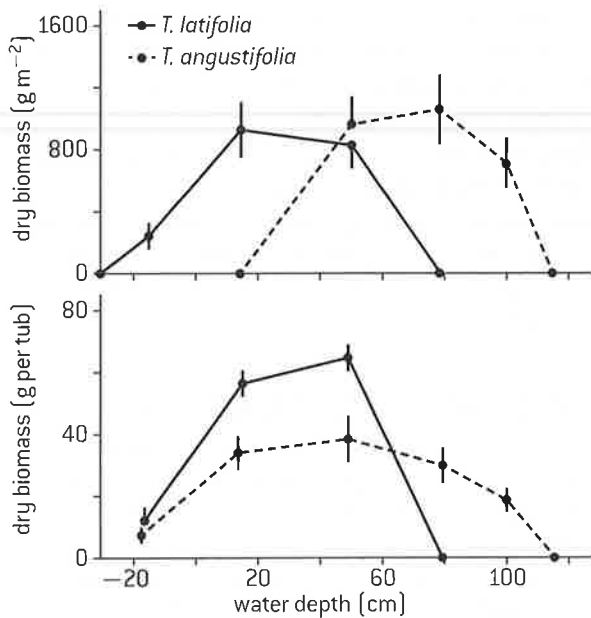 1600
800
0
dry biomass (g m⁻²)
T. latifolia
T. angustifolia
80
40
0
dry biomass (g per tub)
−20 20 60 100
water depth (cm)